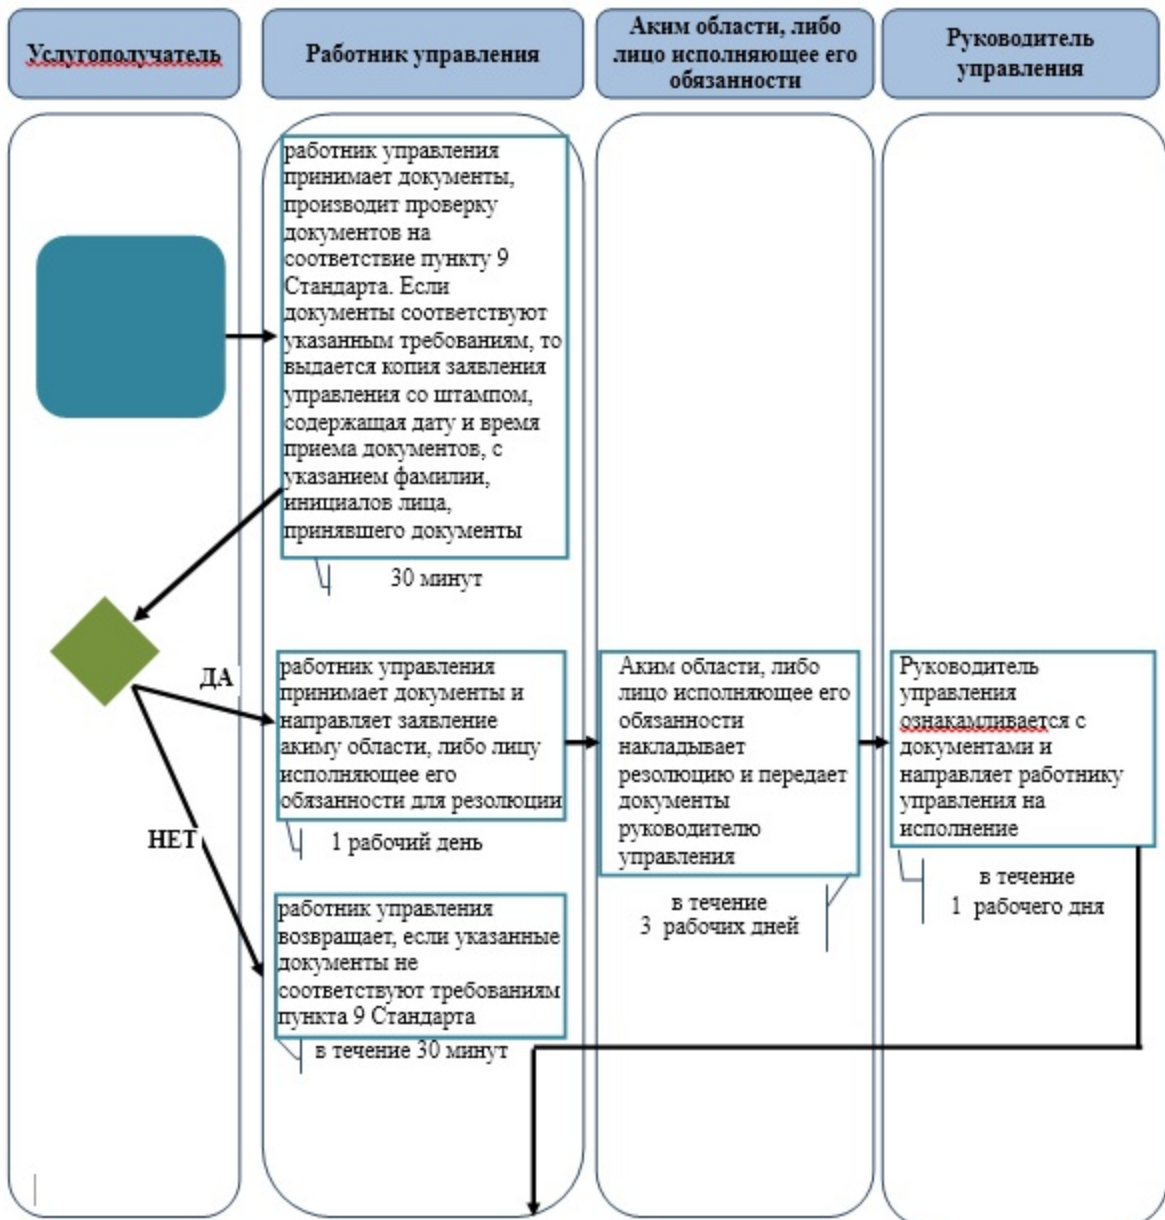 Услугополучатель
Работник управления
Аким области, либо
лицо исполняющее его
обязанности
Руководитель
управления
работник управления
принимает документы,
производит проверку
документов на
соответствие пункту 9
Стандарта. Если
документы соответствуют
указанным требованиям, то
выдается копия заявления
управления со штампом,
содержащая дату и время
приема документов, с
указанием фамилии,
инициалов лица,
принявшего документы
30 минут
ДА
НЕТ
работник управления
принимает документы и
направляет заявление
акиму области, либо лицу
исполняющее его
обязанности для резолюции
1 рабочий день
Аким области, либо
лицо исполняющее его
обязанности
накладывает
резолюцию и передает
документы
руководителю
управления
в течение
3 рабочих дней
Руководитель
управления
ознакамливается с
документами и
направляет работнику
управления на
исполнение
в течение
1 рабочего дня
работник управления
возвращает, если указанные
документы не
соответствуют требованиям
пункта 9 Стандарта
в течение 30 минут